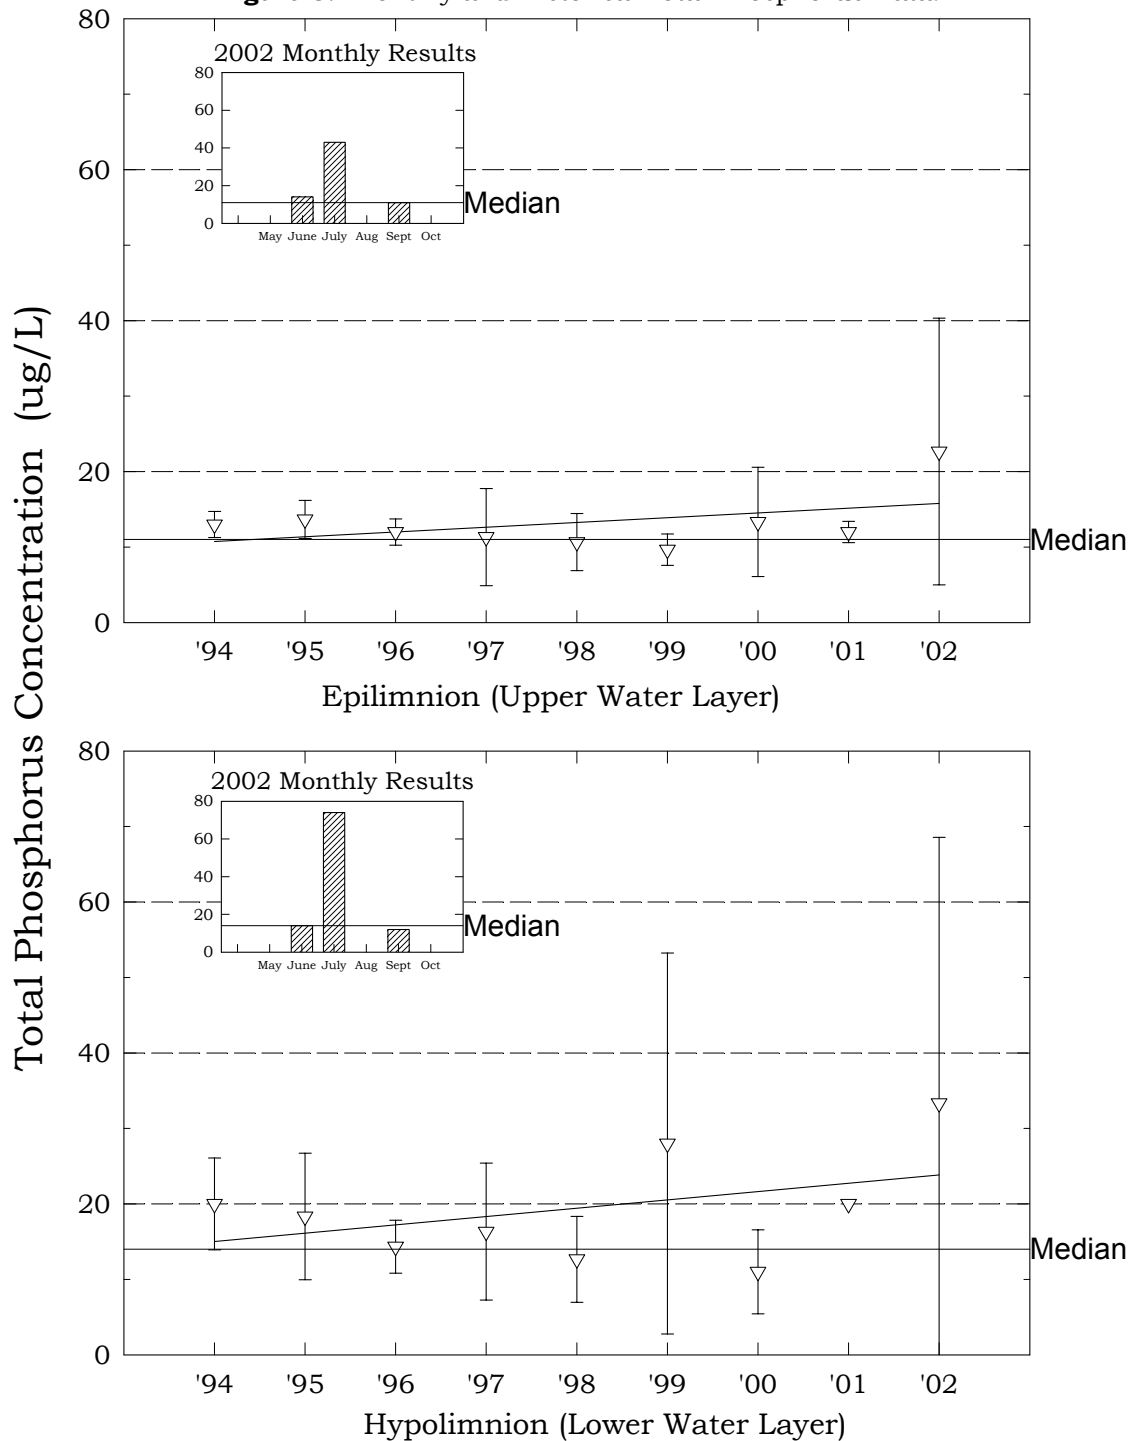 2002 Monthly Results
80
60
40
20
0
May June July Aug Sept Oct
Median
80
60
40
20
0
Median
'94 '95 '96 '97 '98 '99 '00 '01 '02
Epilimnion (Upper Water Layer)
Total Phosphorus Concentration (ug/L)
2002 Monthly Results
80
60
40
20
0
May June July Aug Sept Oct
Median
80
60
40
20
0
Median
'94 '95 '96 '97 '98 '99 '00 '01 '02
Hypolimnion (Lower Water Layer)